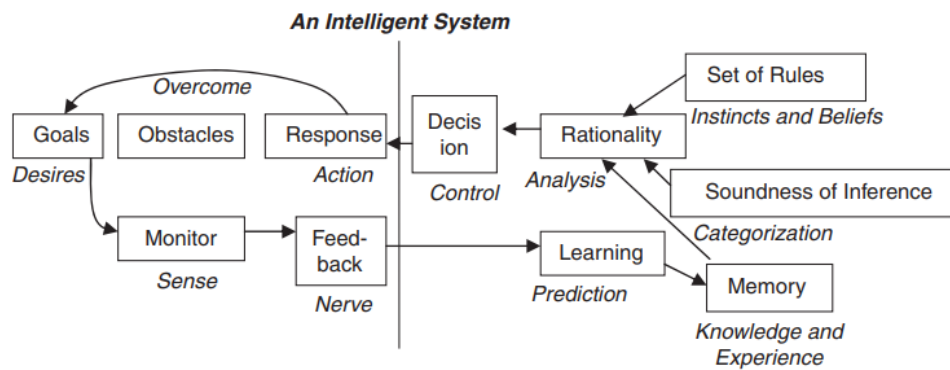 An Intelligent System
Overcome
Set of Rules
Instincts and Beliefs
Goals
Obstacles
Response
Decis
ion
Rationality
Desires
Action
Control
Analysis
Soundness of Inference
Categorization
Monitor
Feed-
back
Learning
Memory
Sense
Nerve
Prediction
Knowledge and
Experience